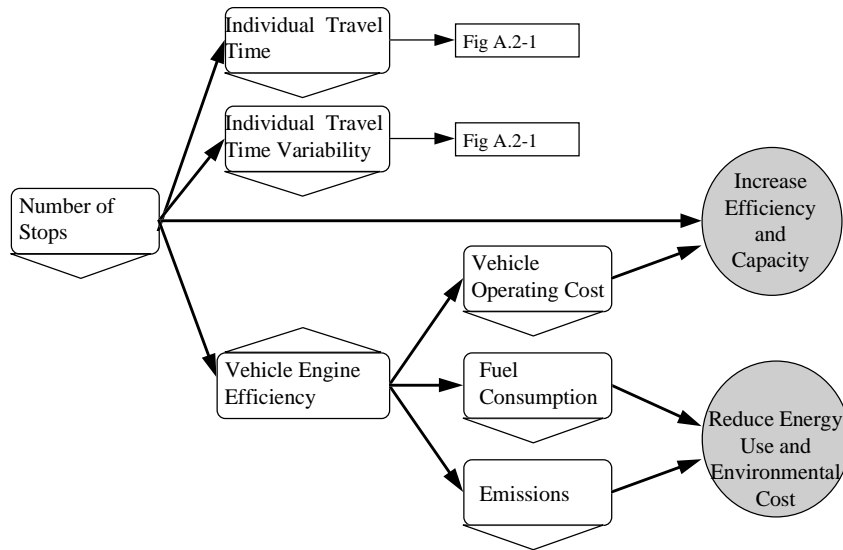 Individual Travel
Time
Fig A.2-1
Individual Travel
Time Variability
Fig A.2-1
Number of
Stops
Increase
Efficiency
and
Capacity
Vehicle
Operating Cost
Vehicle Engine
Efficiency
Fuel
Consumption
Reduce Energy
Use and
Environmental
Cost
Emissions